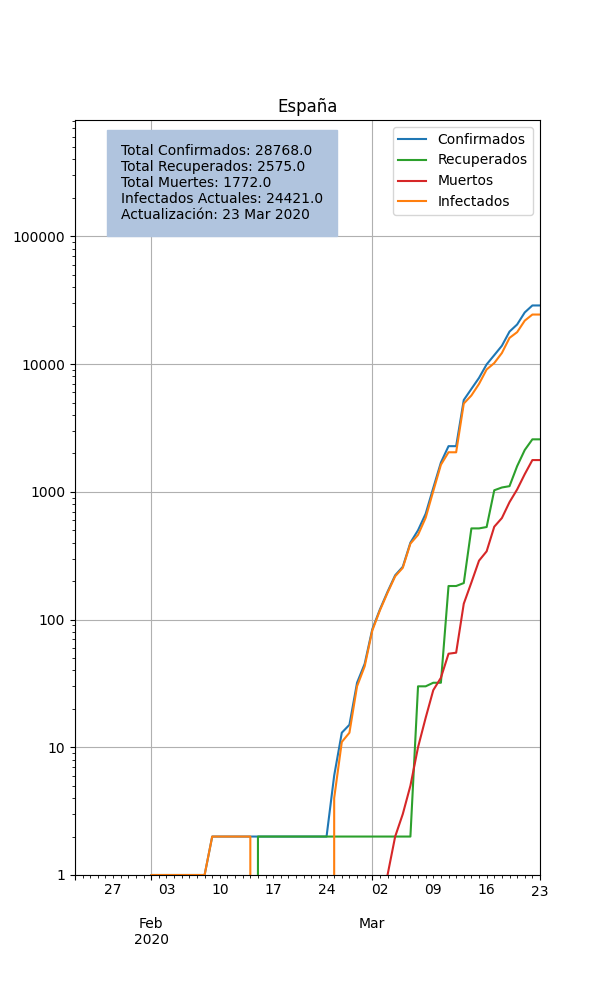 España
Total Confirmados: 28768.0
Total Recuperados: 2575.0
Total Muertes: 1772.0
Infectados Actuales: 24421.0
Actualización: 23 Mar 2020
Confirmados
Recuperados
Muertos
Infectados
100000
10000
1000
100
10
1
27 03 10 17 24 02 09 16 23
Feb Mar
2020